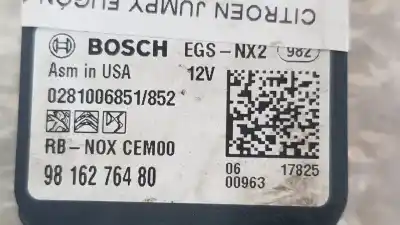 CITROEN JUMPY FUGÓN
BOSCH EGS-NX2 982
Asm in USA 12V
0281006851/852
RB-NOX CEM00
98 162 764 80
06 17825
00963